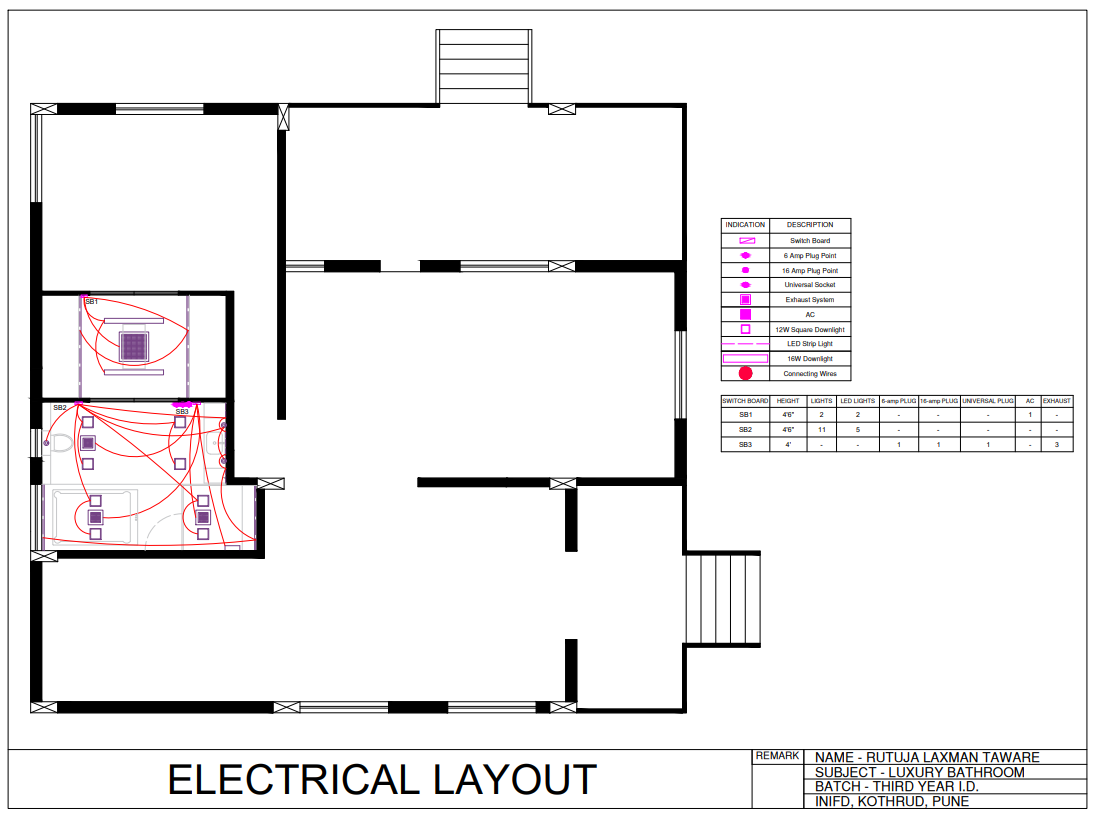 SB1
SB2
SB3
INDICATION DESCRIPTION
Switch Board
6 Amp Plug Point
16 Amp Plug Point
Universal Socket
Exhaust System
AC
12W Square Downlight
LED Strip Light
16W Downlight
Connecting Wires
SWITCH BOARD HEIGHT LIGHTS LED LIGHTS 6-amp PLUG 16-amp PLUG UNIVERSAL PLUG AC EXHAUST
SB1 4'6" 2 2 - - - 1 -
SB2 4'6" 11 5 - - - - -
SB3 4' - - 1 1 1 - 3
ELECTRICAL LAYOUT
REMARK
NAME - RUTUJA LAXMAN TAWARE
SUBJECT - LUXURY BATHROOM
BATCH - THIRD YEAR I.D.
INIFD, KOTHRUD, PUNE